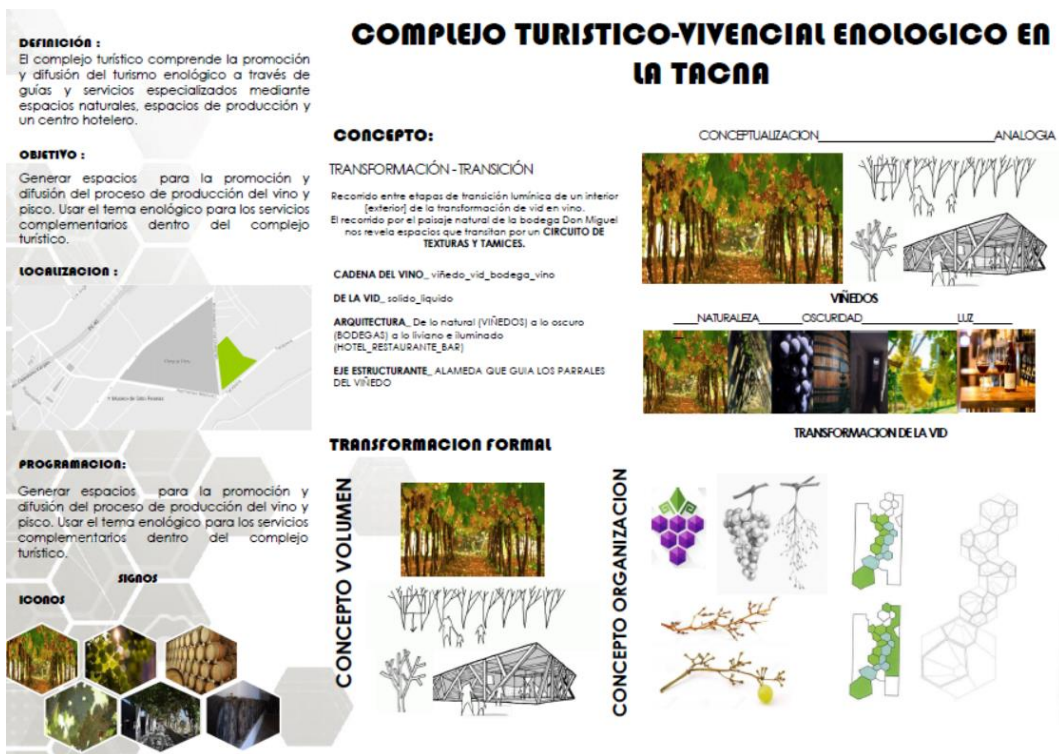 COMPLEJO TURISTICO-VIVENCIAL ENOLOGICO EN
LA TACNA
DEFINICIÓN :
El complejo turístico comprende la promoción
y difusión del turismo enológico a través de
guías y servicios especializados mediante
espacios naturales, espacios de producción y
un centro hotelero.
OBJETIVO :
Generar espacios para la promoción y
difusión del proceso de producción del vino y
pisco. Usar el tema enológico para los servicios
complementarios dentro del complejo
turístico.
LOCALIZACION :
PROGRAMACION:
Generar espacios para la promoción y
difusión del proceso de producción del vino y
pisco. Usar el tema enológico para los servicios
complementarios dentro del complejo
turístico.
SIGNOS
ICONOS
CONCEPTO:
TRANSFORMACIÓN - TRANSICIÓN
Recorrido entre etapas de transición lumínica de un interior
[exterior] de la transformación de vid en vino.
El recorrido por el paisaje natural de la bodega Don Miguel
nos revela espacios que transitan por un CIRCUITO DE
TEXTURAS Y TAMICES.
CADENA DEL VINO_ viñedo_vid_bodega_vino
DE LA VID_ solido_liquido
ARQUITECTURA_ De lo natural (VIÑEDOS) a lo oscuro
(BODEGAS) a lo liviano e iluminado
(HOTEL_RESTAURANTE_BAR)
EJE ESTRUCTURANTE_ ALAMEDA QUE GUIA LOS PARRALES
DEL VIÑEDO
CONCEPTUALIZACION____________________ANALOGIA
VIÑEDOS
____NATURALEZA_______OSCURIDAD_______________LUZ______
TRANSFORMACION DE LA VID
TRANSFORMACION FORMAL
CONCEPTO VOLUMEN
CONCEPTO ORGANIZACION